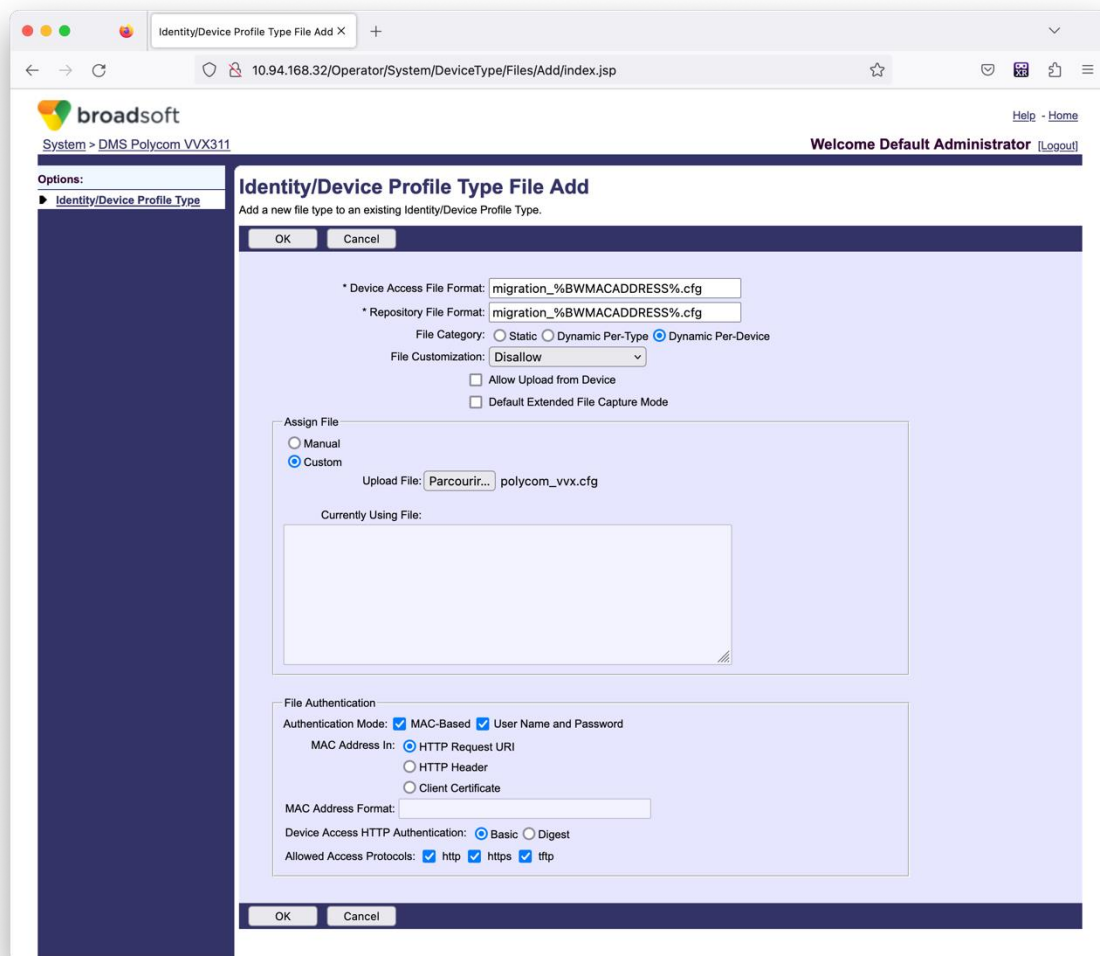 Identity/Device Profile Type File Add
10.94.168.32/Operator/System/DeviceType/Files/Add/index.jsp
XR
broadsoft
Help - Home
System > DMS Polycom VVX311
Welcome Default Administrator [Logout]
Options:
Identity/Device Profile Type
Identity/Device Profile Type File Add
Add a new file type to an existing Identity/Device Profile Type.
OK Cancel
* Device Access File Format: migration_%BWMACADDRESS%.cfg
* Repository File Format: migration_%BWMACADDRESS%.cfg
File Category: Static Dynamic Per-Type Dynamic Per-Device
File Customization: Disallow
Allow Upload from Device
Default Extended File Capture Mode
Assign File
Manual
Custom
Upload File: Parcourir... polycom_vvx.cfg
Currently Using File:
File Authentication
Authentication Mode: MAC-Based User Name and Password
MAC Address In: HTTP Request URI
HTTP Header
Client Certificate
MAC Address Format:
Device Access HTTP Authentication: Basic Digest
Allowed Access Protocols: http https tftp
OK Cancel